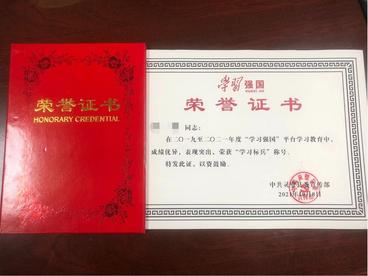 荣誉证书
HONORARY CREDENTIAL
学习强国
荣誉证书
同志:
在二〇一九至二〇二一年度“学习强国”平台学习教育中,
成绩优异、表现突出、荣获“学习标兵”称号。
特发此证,以资鼓励。